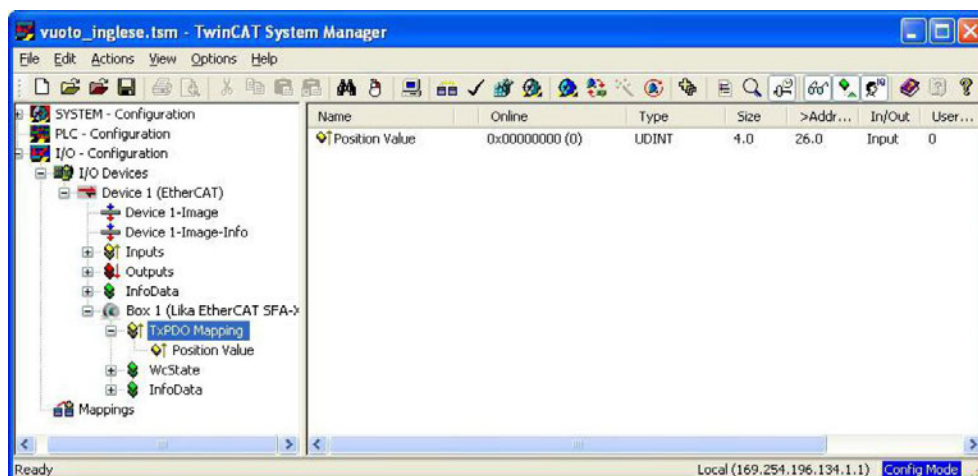 vuoto_inglese.tsm - TwinCAT System Manager
File Edit Actions View Options Help
SYSTEM - Configuration
PLC - Configuration
I/O - Configuration
I/O Devices
Device 1 (EtherCAT)
Device 1-Image
Device 1-Image-Info
Inputs
Outputs
InfoData
Box 1 (Lika EtherCAT SFA-X
TxPDO Mapping
Position Value
WcState
InfoData
Mappings
Name Online Type Size >Addr... In/Out User...
Position Value 0x00000000 (0) UDINT 4.0 26.0 Input 0
Ready Local (169.254.196.134.1.1) Config Mode